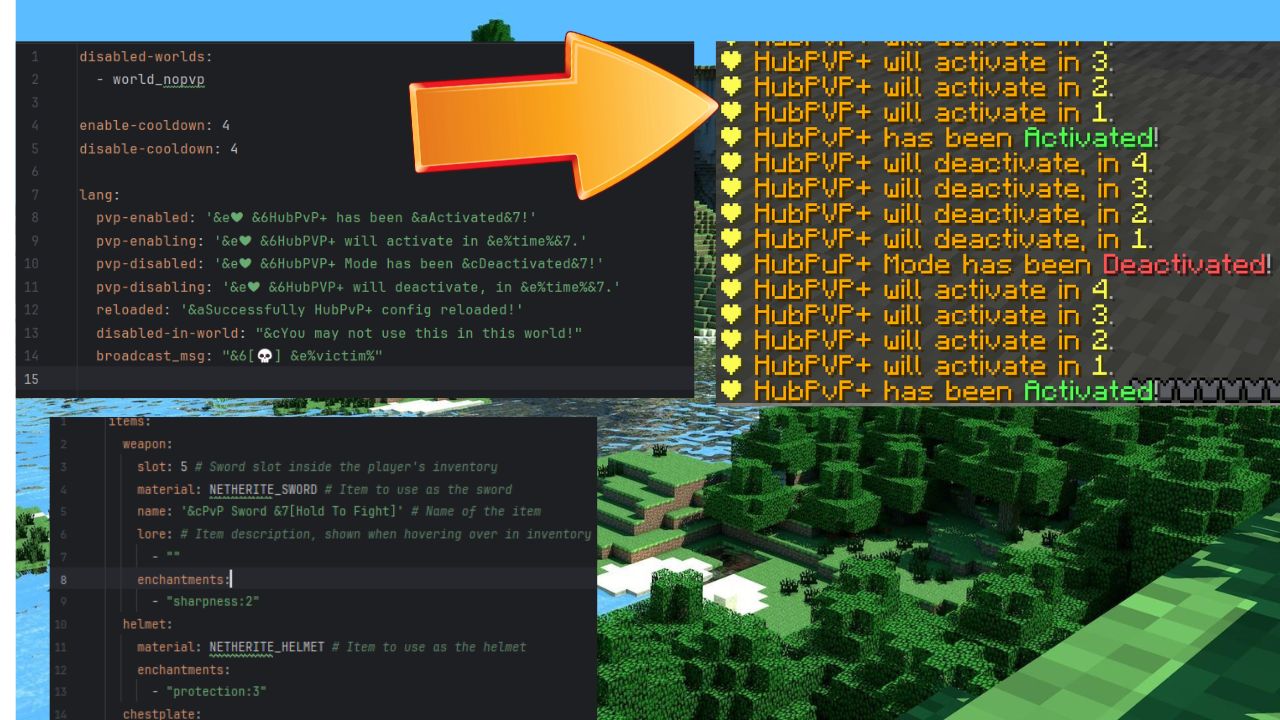 1 disabled-worlds:
2 - world_nopvp
3
4 enable-cooldown: 4
5 disable-cooldown: 4
6
7 lang:
8 pvp-enabled: '&e♥ &6HubPvP+ has been &aActivated&7!'
9 pvp-enabling: '&e♥ &6HubPVP+ will activate in &e%time%&7.'
10 pvp-disabled: '&e♥ &6HubPVP+ Mode has been &cDeactivated&7!'
11 pvp-disabling: '&e♥ &6HubPVP+ will deactivate, in &e%time%&7.'
12 reloaded: '&aSuccessfully HubPvP+ config reloaded!'
13 disabled-in-world: "&cYou may not use this in this world!"
14 broadcast_msg: "&6[💀] &e%victim%"
15
♥ HubPVP+ will activate in 3.
♥ HubPVP+ will activate in 2.
♥ HubPVP+ will activate in 1.
♥ HubPvP+ has been Activated!
♥ HubPVP+ will deactivate, in 4.
♥ HubPVP+ will deactivate, in 3.
♥ HubPVP+ will deactivate, in 2.
♥ HubPVP+ will deactivate, in 1.
♥ HubPuP+ Mode has been Deactivated!
♥ HubPVP+ will activate in 4.
♥ HubPVP+ will activate in 3.
♥ HubPVP+ will activate in 2.
♥ HubPVP+ will activate in 1.
♥ HubPvP+ has been Activated!
1 items:
2 weapon:
3 slot: 5 # Sword slot inside the player's inventory
4 material: NETHERITE_SWORD # Item to use as the sword
5 name: '&cPvP Sword &7[Hold To Fight]' # Name of the item
6 lore: # Item description, shown when hovering over in inventory
7 - ""
8 enchantments:
9 - "sharpness:2"
10 helmet:
11 material: NETHERITE_HELMET # Item to use as the helmet
12 enchantments:
13 - "protection:3"
14 chestplate: